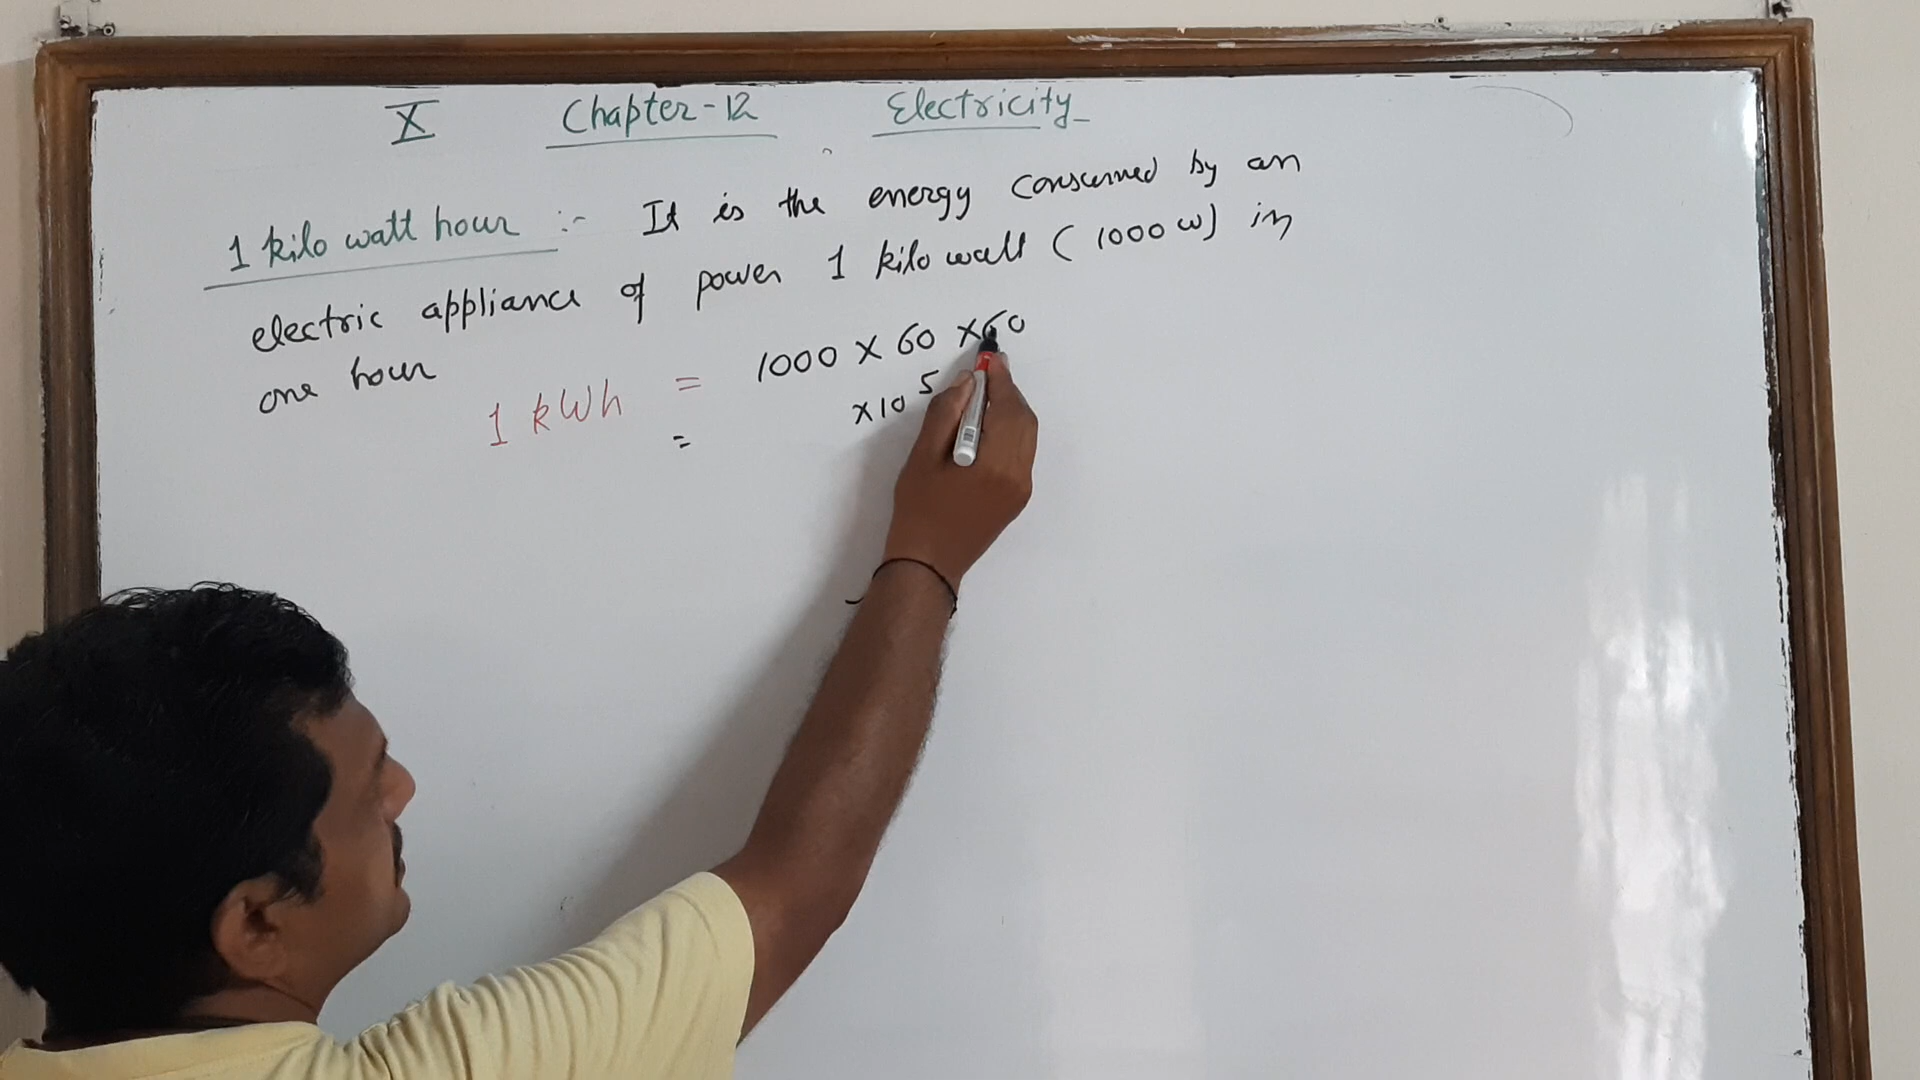 X Chapter-12 Electricity
1 kilo watt hour :- It is the energy consumed by an
electric appliance of power 1 kilo watt (1000 w) in
one hour
1 kWh = 1000 X 60 X 60
= X10 5